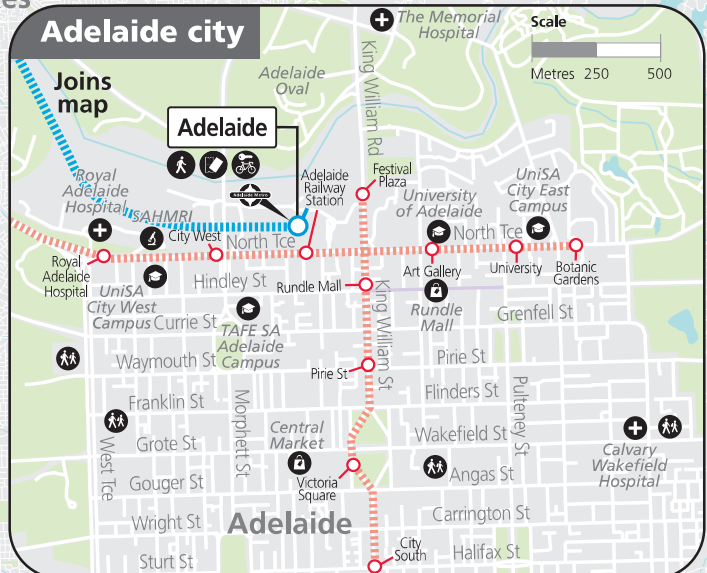 es
Adelaide city
Joins
map
The Memorial
Hospital
Scale
Metres 250 500
Adelaide
Oval
King William Rd
Adelaide
Adelaide Metro
Royal
Adelaide
Hospital
SAHMRI
City West
North Tce
Adelaide
Railway
Station
Festival
Plaza
University
of Adelaide
UniSA
City East
Campus
North Tce
Royal
Adelaide
Hospital
Art Gallery
University
Botanic
Gardens
Hindley St
Rundle Mall
King William St
Rundle
Mall
Grenfell St
UniSA
City West
Campus
Currie St
TAFE SA
Adelaide
Campus
Waymouth St
Pirie St
Pirie St
Franklin St
Morphett St
Flinders St
Pulteney St
West Tce
Grote St
Central
Market
Wakefield St
Calvary
Wakefield
Hospital
Gouger St
Victoria
Square
Angas St
Wright St
Adelaide
Carrington St
Sturt St
City
South
Halifax St